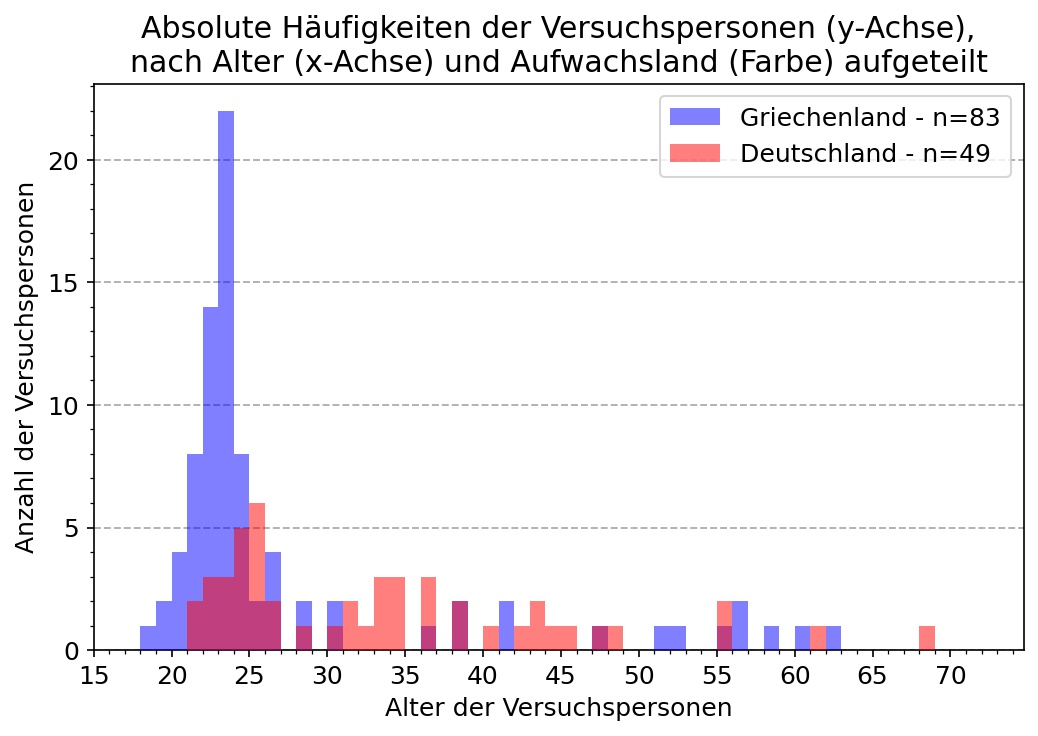 Absolute Häufigkeiten der Versuchspersonen (y-Achse),
nach Alter (x-Achse) und Aufwachsland (Farbe) aufgeteilt
Griechenland - n=83
Deutschland - n=49
Anzahl der Versuchspersonen
20
15
10
5
0
15 20 25 30 35 40 45 50 55 60 65 70
Alter der Versuchspersonen